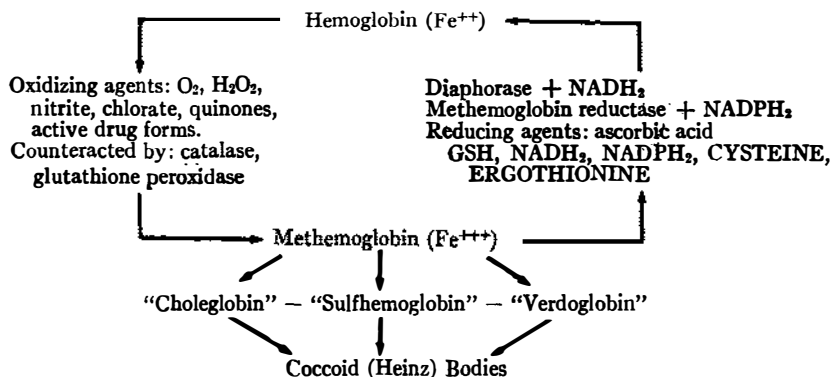 Hemoglobin (Fe⁺⁺)
Oxidizing agents: O₂, H₂O₂,
nitrite, chlorate, quinones,
active drug forms.
Counteracted by: catalase,
glutathione peroxidase
Diaphorase + NADH₂
Methemoglobin reductase + NADPH₂
Reducing agents: ascorbic acid
GSH, NADH₂, NADPH₂, CYSTEINE,
ERGOTHIONINE
Methemoglobin (Fe⁺⁺⁺)
“Choleglobin” – “Sulfhemoglobin” – “Verdoglobin”
Coccoid (Heinz) Bodies